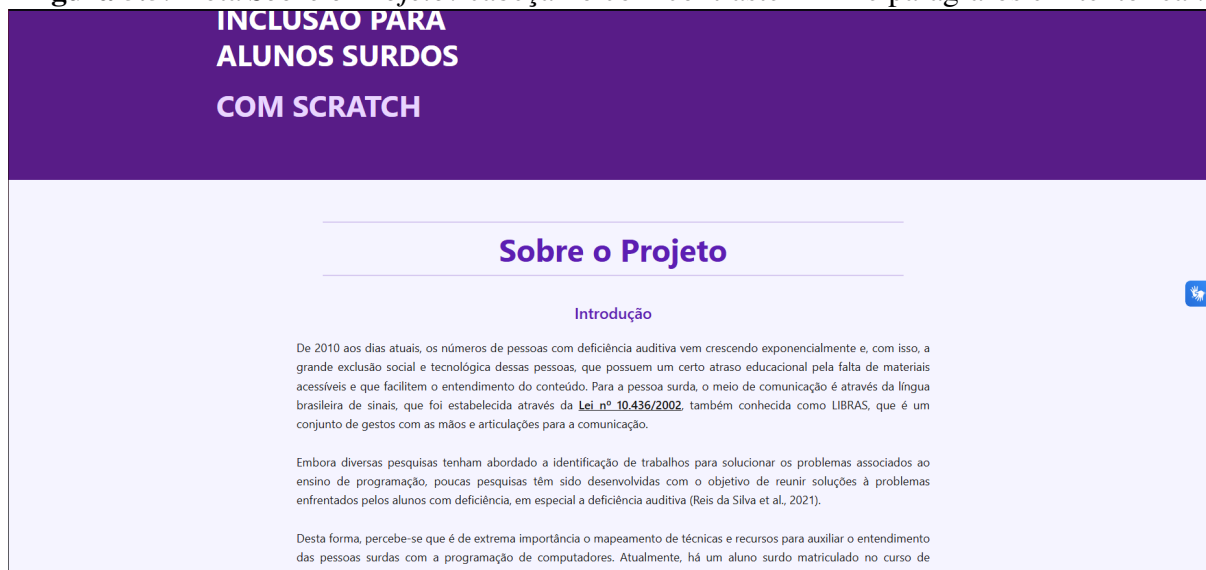 INCLUSÃO PARA
ALUNOS SURDOS
COM SCRATCH
Sobre o Projeto
Introdução
De 2010 aos dias atuais, os números de pessoas com deficiência auditiva vem crescendo exponencialmente e, com isso, a
grande exclusão social e tecnológica dessas pessoas, que possuem um certo atraso educacional pela falta de materiais
acessíveis e que facilitem o entendimento do conteúdo. Para a pessoa surda, o meio de comunicação é através da língua
brasileira de sinais, que foi estabelecida através da Lei nº 10.436/2002, também conhecida como LIBRAS, que é um
conjunto de gestos com as mãos e articulações para a comunicação.
Embora diversas pesquisas tenham abordado a identificação de trabalhos para solucionar os problemas associados ao
ensino de programação, poucas pesquisas têm sido desenvolvidas com o objetivo de reunir soluções à problemas
enfrentados pelos alunos com deficiência, em especial a deficiência auditiva (Reis da Silva et al., 2021).
Desta forma, percebe-se que é de extrema importância o mapeamento de técnicas e recursos para auxiliar o entendimento
das pessoas surdas com a programação de computadores. Atualmente, há um aluno surdo matriculado no curso de